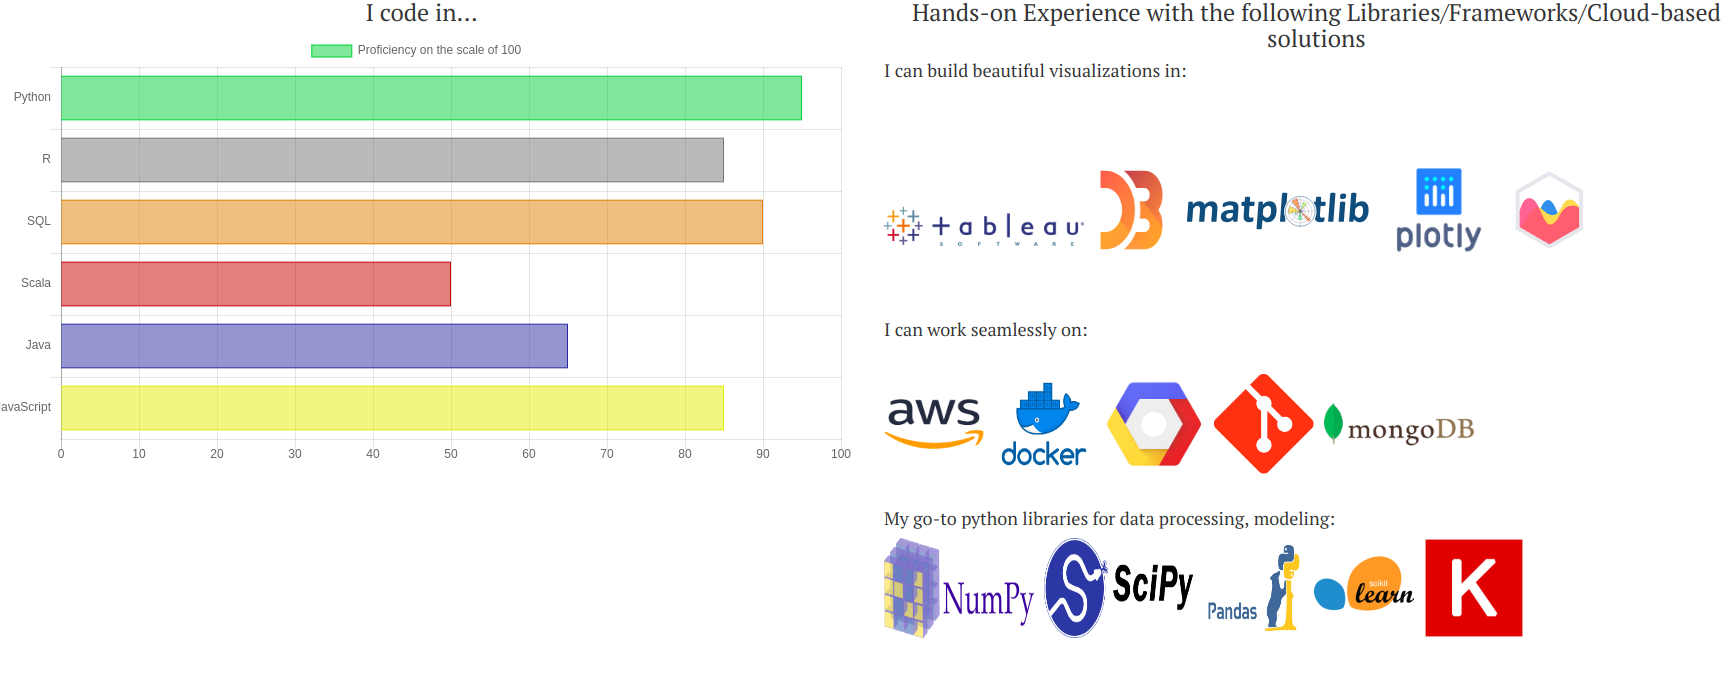 I code in...
Proficiency on the scale of 100
Python
R
SQL
Scala
Java
JavaScript
0 10 20 30 40 50 60 70 80 90 100
Hands-on Experience with the following Libraries/Frameworks/Cloud-based
solutions
I can build beautiful visualizations in:
tableau
SOFTWARE
matplotlib
plotly
I can work seamlessly on:
aws
docker
mongoDB
My go-to python libraries for data processing, modeling:
NumPy
SciPy
Pandas
scikit
learn
K